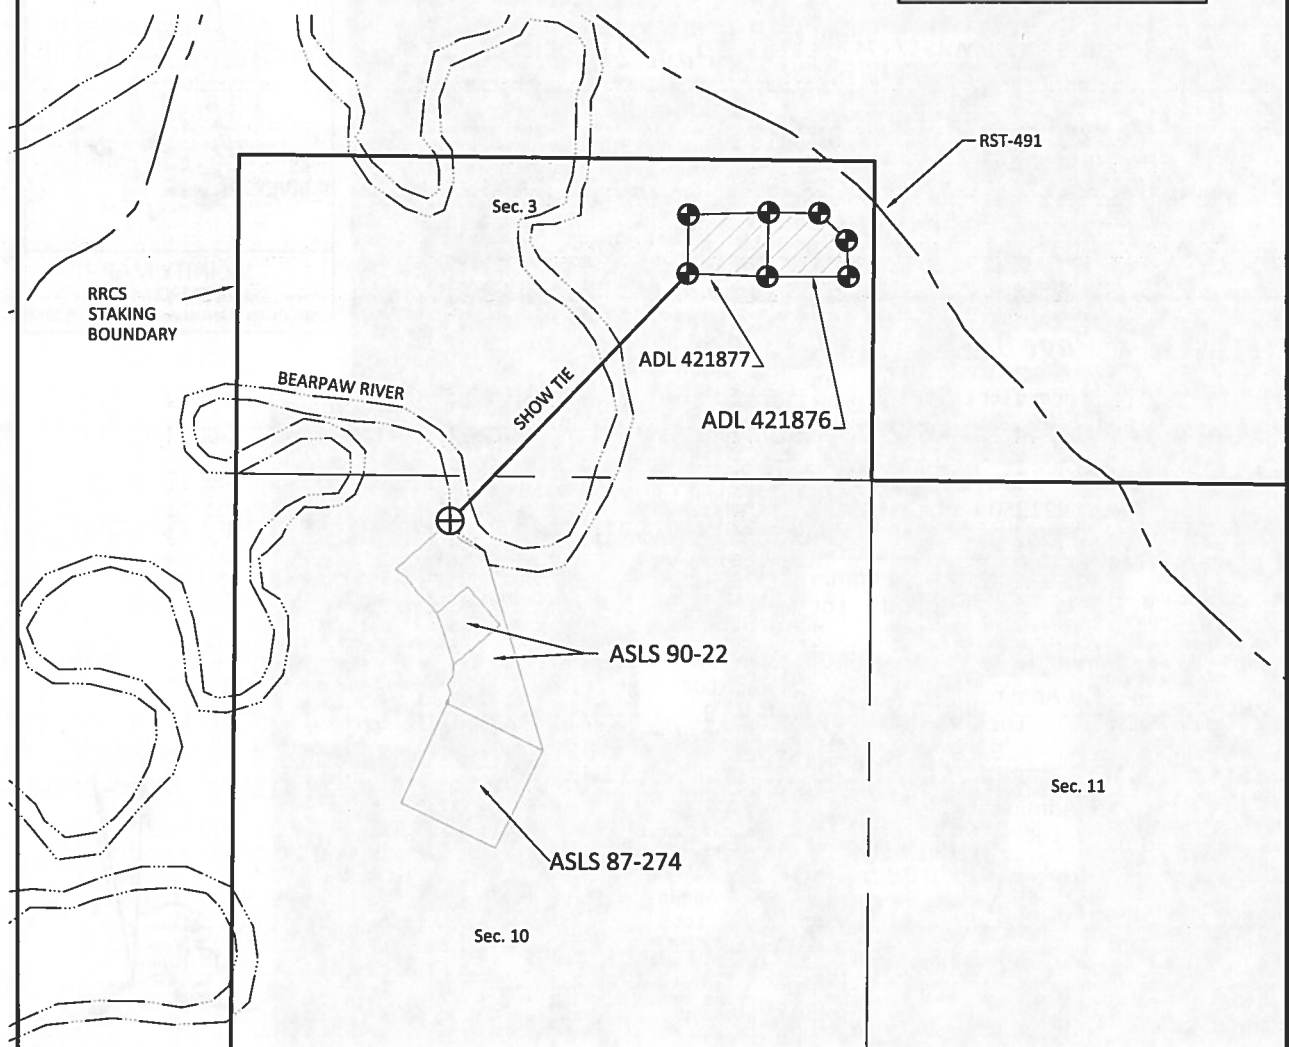 RST-491
Sec. 3
RRCS
STAKING
BOUNDARY
ADL 421877
BEARPAW RIVER
SHOW TIE
ADL 421876
ASLS 90-22
Sec. 11
ASLS 87-274
Sec. 10